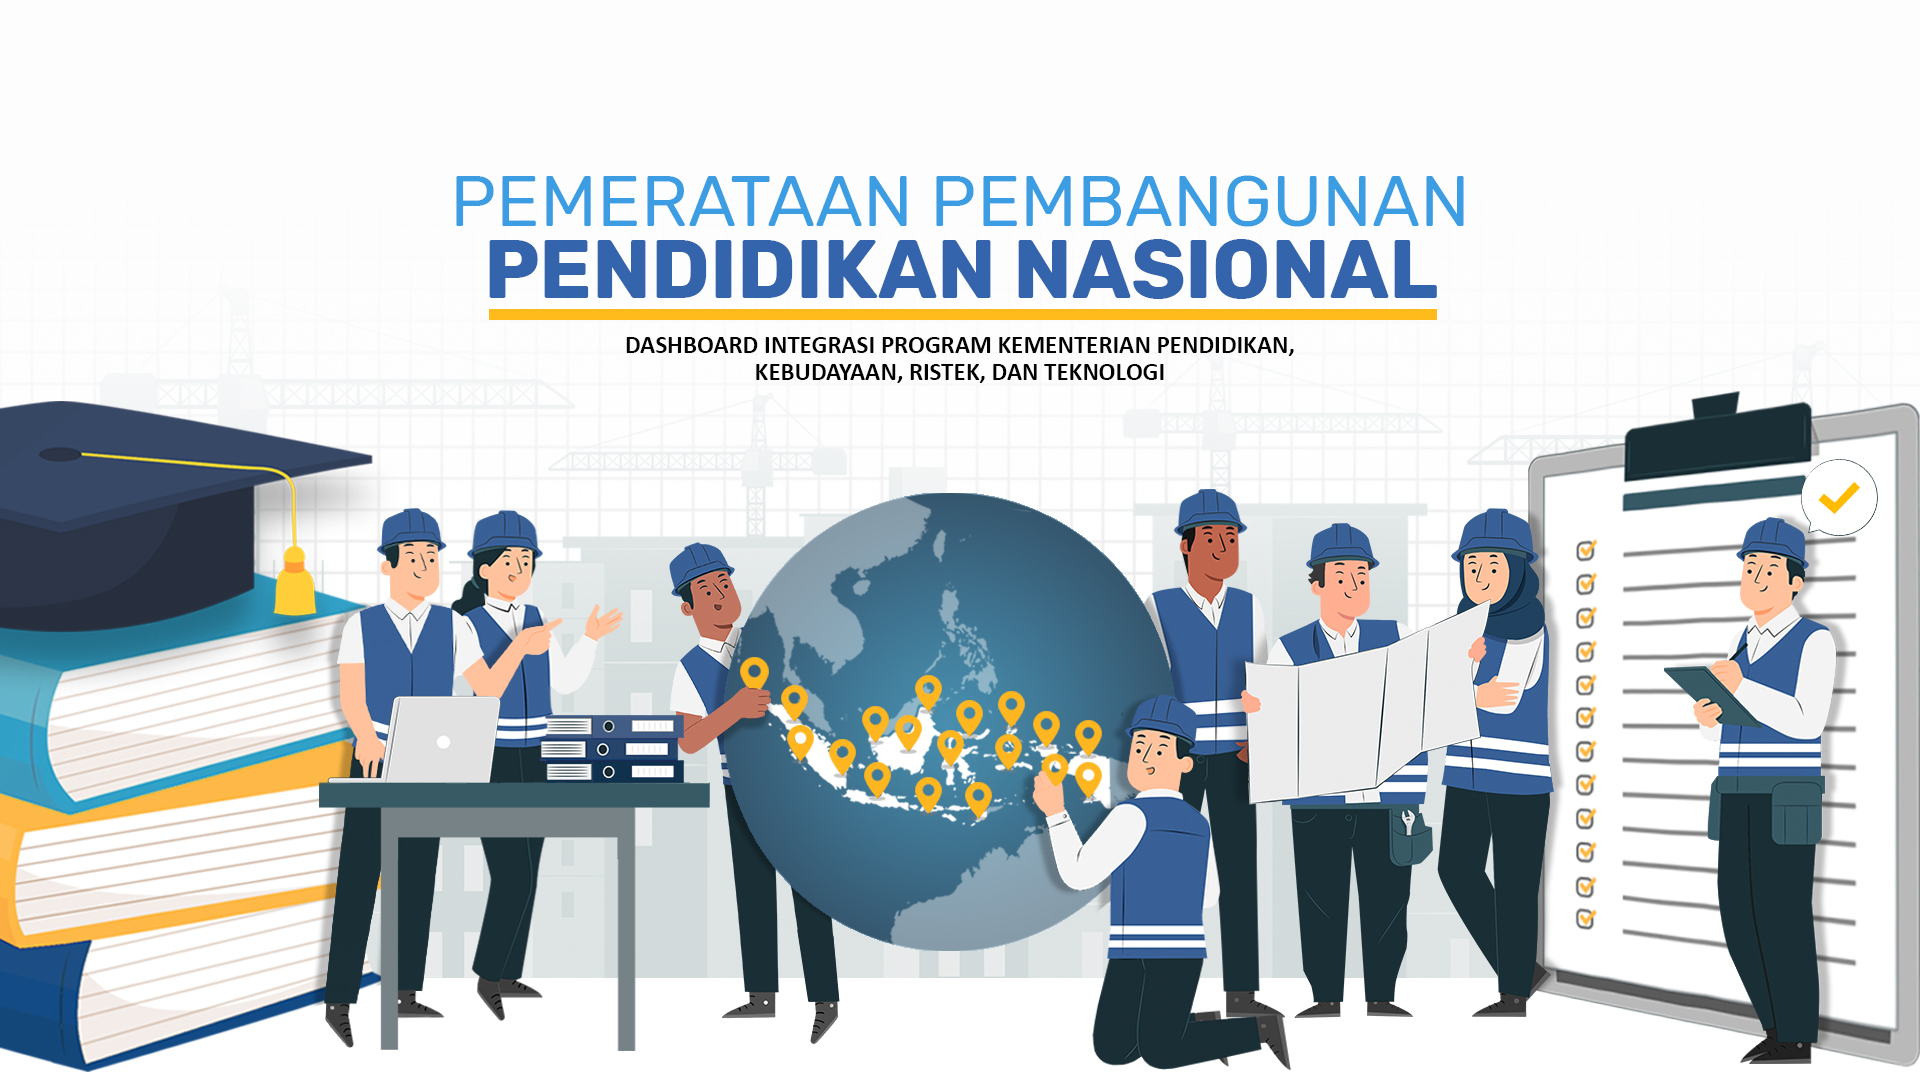 PEMERATAAN PEMBANGUNAN
PENDIDIKAN NASIONAL
DASHBOARD INTEGRASI PROGRAM KEMENTERIAN PENDIDIKAN,
KEBUDAYAAN, RISTEK, DAN TEKNOLOGI